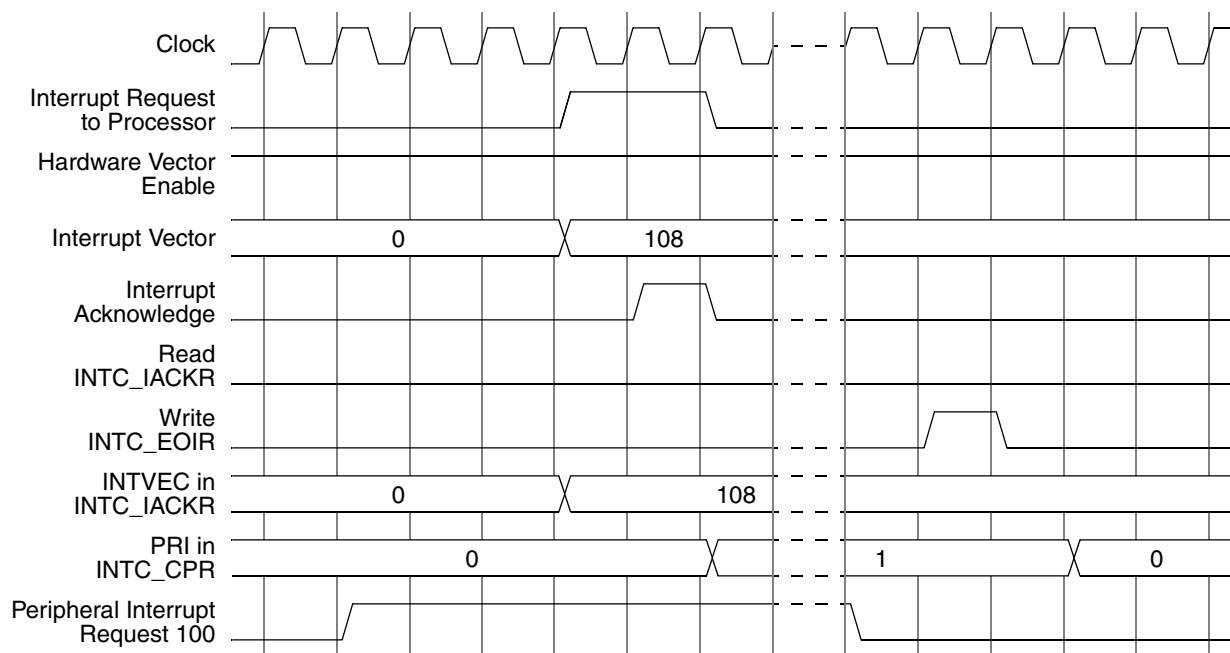 Clock
Interrupt Request
to Processor
Hardware Vector
Enable
Interrupt Vector
0
108
Interrupt
Acknowledge
Read
INTC_IACKR
Write
INTC_EOIR
INTVEC in
INTC_IACKR
0
108
PRI in
INTC_CPR
0
1
0
Peripheral Interrupt
Request 100